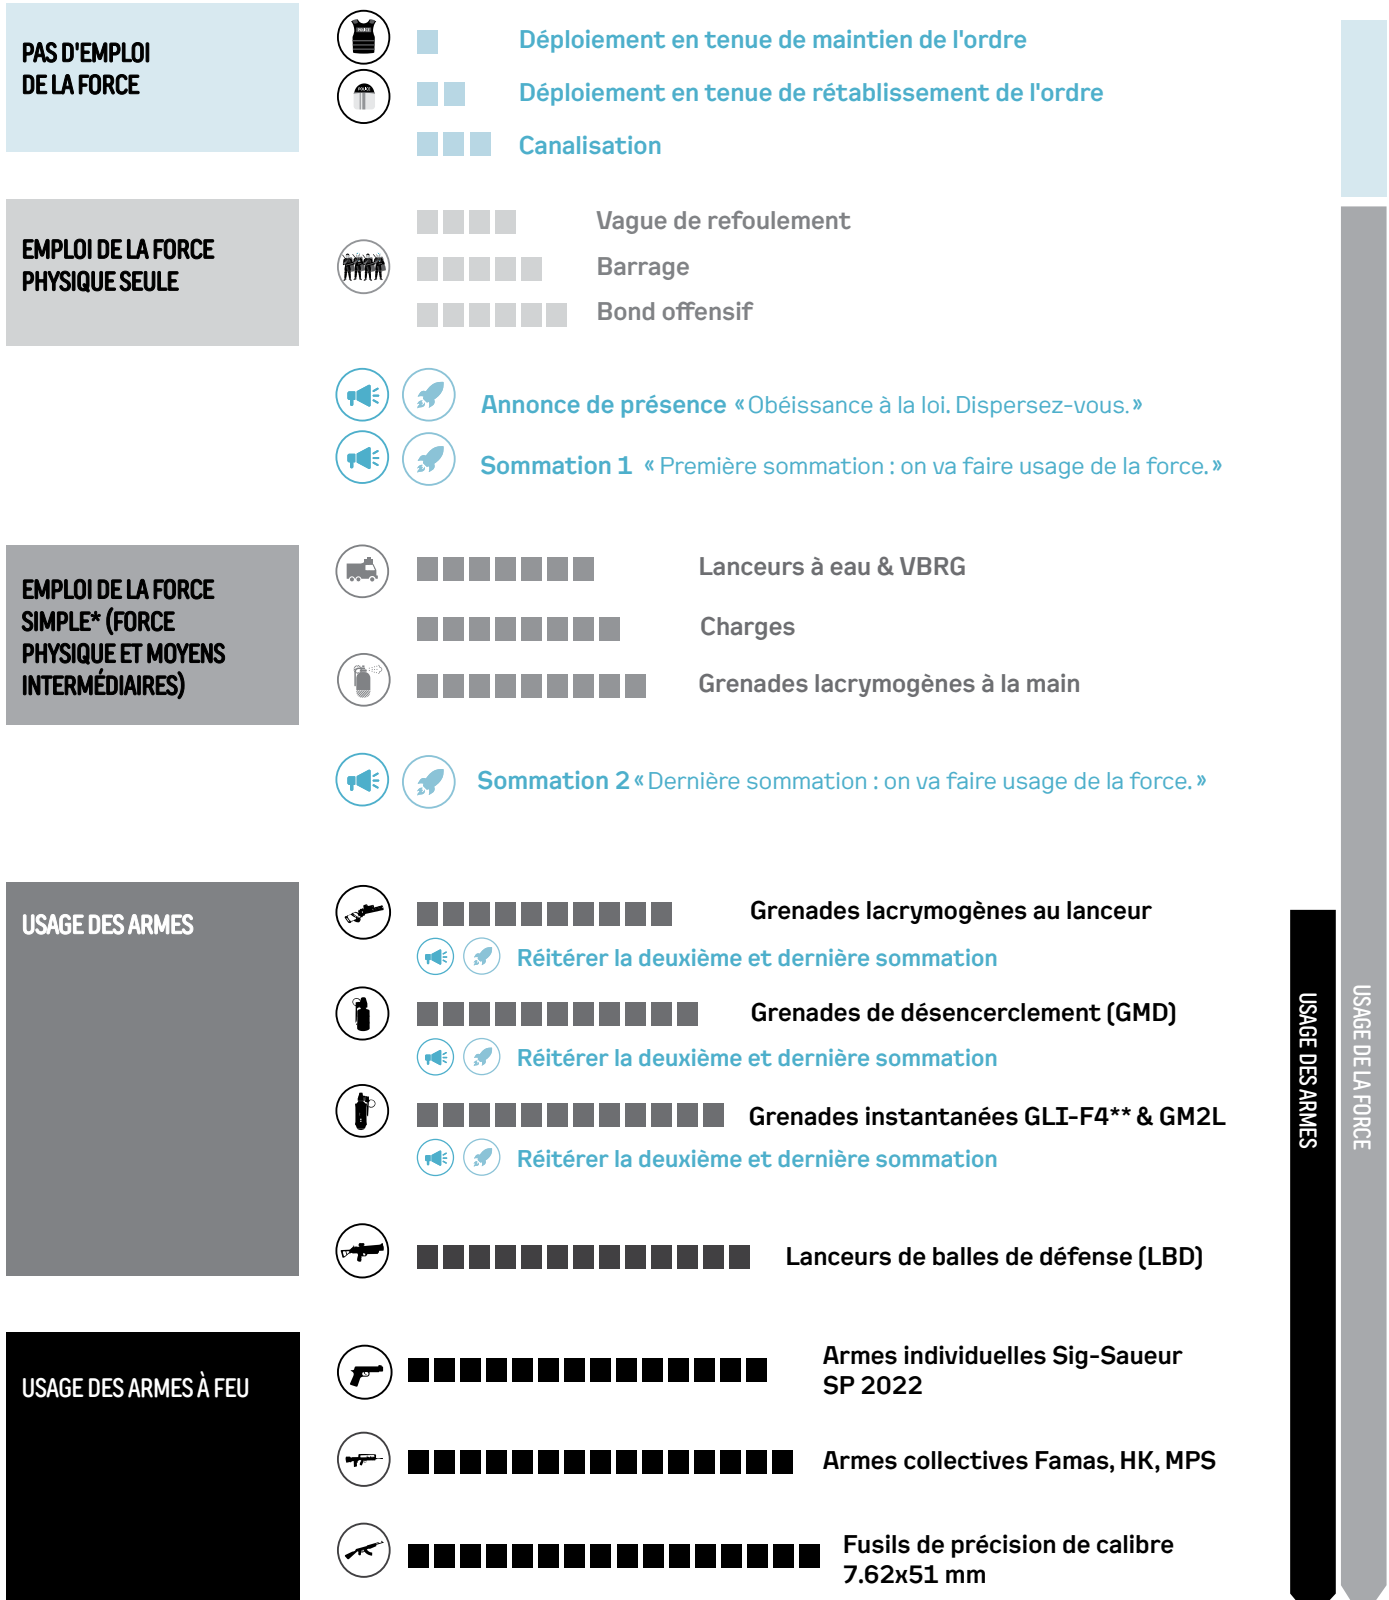 PAS D'EMPLOI
DE LA FORCE
POLICE
Déploiement en tenue de maintien de l'ordre
POLICE
Déploiement en tenue de rétablissement de l'ordre
Canalisation
EMPLOI DE LA FORCE
PHYSIQUE SEULE
Vague de refoulement
Barrage
Bond offensif
Annonce de présence « Obéissance à la loi. Dispersez-vous. »
Sommation 1 « Première sommation : on va faire usage de la force. »
EMPLOI DE LA FORCE
SIMPLE* (FORCE
PHYSIQUE ET MOYENS
INTERMÉDIAIRES)
Lanceurs à eau & VBRG
Charges
Grenades lacrymogènes à la main
Sommation 2 « Dernière sommation : on va faire usage de la force. »
USAGE DES ARMES
Grenades lacrymogènes au lanceur
Réitérer la deuxième et dernière sommation
Grenades de désencerclement (GMD)
Réitérer la deuxième et dernière sommation
Grenades instantanées GLI-F4** & GM2L
Réitérer la deuxième et dernière sommation
Lanceurs de balles de défense (LBD)
USAGE DES ARMES À FEU
Armes individuelles Sig-Saueur
SP 2022
Armes collectives Famas, HK, MPS
Fusils de précision de calibre
7.62x51 mm
USAGE DES ARMES
USAGE DE LA FORCE